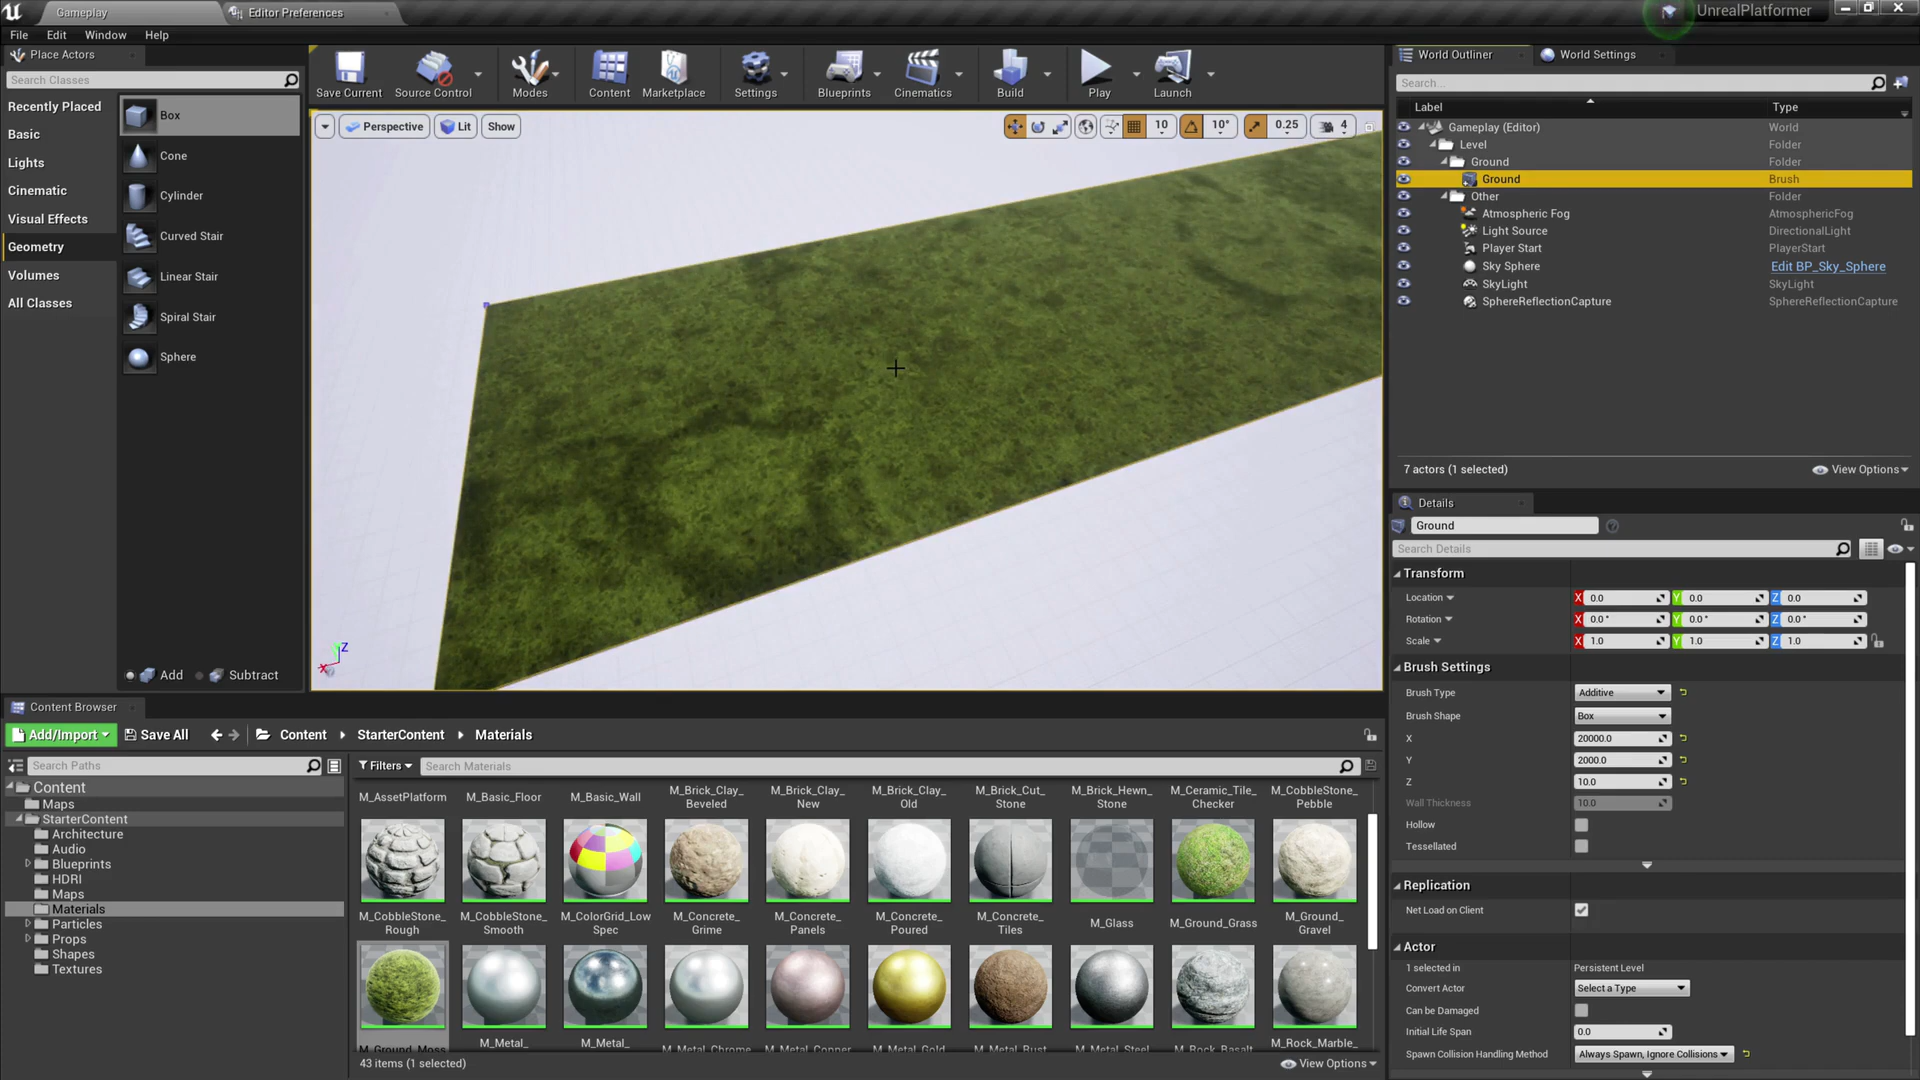 Gameplay
Editor Preferences
UnrealPlatformer
File Edit Window Help
Place Actors
Search Classes
Recently Placed
Basic
Lights
Cinematic
Visual Effects
Geometry
Volumes
All Classes
Box
Cone
Cylinder
Curved Stair
Linear Stair
Spiral Stair
Sphere
Add Subtract
Save Current Source Control Modes Content Marketplace Settings Blueprints Cinematics Build Play Launch
Perspective Lit Show
10 10° 0.25 4
Z
X
World Outliner World Settings
Search...
Label Type
Gameplay (Editor) World
Level Folder
Ground Folder
Ground Brush
Other Folder
Atmospheric Fog AtmosphericFog
Light Source DirectionalLight
Player Start PlayerStart
Sky Sphere Edit BP_Sky_Sphere
SkyLight SkyLight
SphereReflectionCapture SphereReflectionCapture
7 actors (1 selected) View Options
Details
Ground
Search Details
Transform
Location X 0.0 Y 0.0 Z 0.0
Rotation X 0.0° Y 0.0° Z 0.0°
Scale X 1.0 Y 1.0 Z 1.0
Brush Settings
Brush Type Additive
Brush Shape Box
X 20000.0
Y 2000.0
Z 10.0
Wall Thickness 10.0
Hollow
Tessellated
Replication
Net Load on Client
Actor
1 selected in Persistent Level
Convert Actor Select a Type
Can be Damaged
Initial Life Span 0.0
Spawn Collision Handling Method Always Spawn, Ignore Collisions
Content Browser
Add/Import Save All Content StarterContent Materials
Search Paths
Filters Search Materials
Content
Maps
StarterContent
Architecture
Audio
Blueprints
HDRI
Maps
Materials
Particles
Props
Shapes
Textures
M_AssetPlatform
M_Basic_Floor
M_Basic_Wall
M_Brick_Clay_
Beveled
M_Brick_Clay_
New
M_Brick_Clay_
Old
M_Brick_Cut_
Stone
M_Brick_Hewn_
Stone
M_Ceramic_Tile_
Checker
M_CobbleStone_
Pebble
M_CobbleStone_
Rough
M_CobbleStone_
Smooth
M_ColorGrid_Low
Spec
M_Concrete_
Grime
M_Concrete_
Panels
M_Concrete_
Poured
M_Concrete_
Tiles
M_Glass
M_Ground_Grass
M_Ground_
Gravel
M_Ground_Moss
M_Metal_
M_Metal_
M_Metal_Chrome
M_Metal_Copper
M_Metal_Gold
M_Metal_Rust
M_Metal_Steel
M_Rock_Basalt
M_Rock_Marble_
43 items (1 selected) View Options